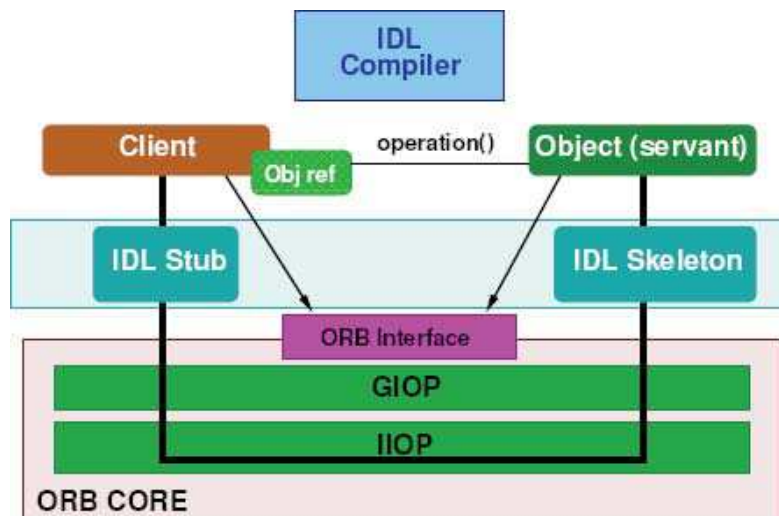 IDL
Compiler
Client
operation()
Object (servant)
Obj ref
IDL Stub
IDL Skeleton
ORB Interface
GIOP
IIOP
ORB CORE